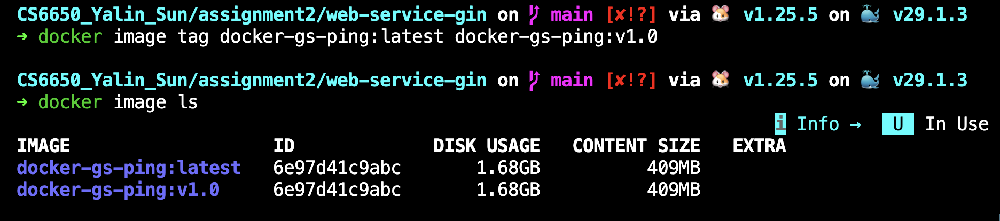 CS6650_Yalin_Sun/assignment2/web-service-gin on main [✘!?] via 🐹 v1.25.5 on 🐳 v29.1.3
→ docker image tag docker-gs-ping:latest docker-gs-ping:v1.0
CS6650_Yalin_Sun/assignment2/web-service-gin on main [✘!?] via 🐹 v1.25.5 on 🐳 v29.1.3
→ docker image ls
i Info → U In Use
IMAGE ID DISK USAGE CONTENT SIZE EXTRA
docker-gs-ping:latest 6e97d41c9abc 1.68GB 409MB
docker-gs-ping:v1.0 6e97d41c9abc 1.68GB 409MB